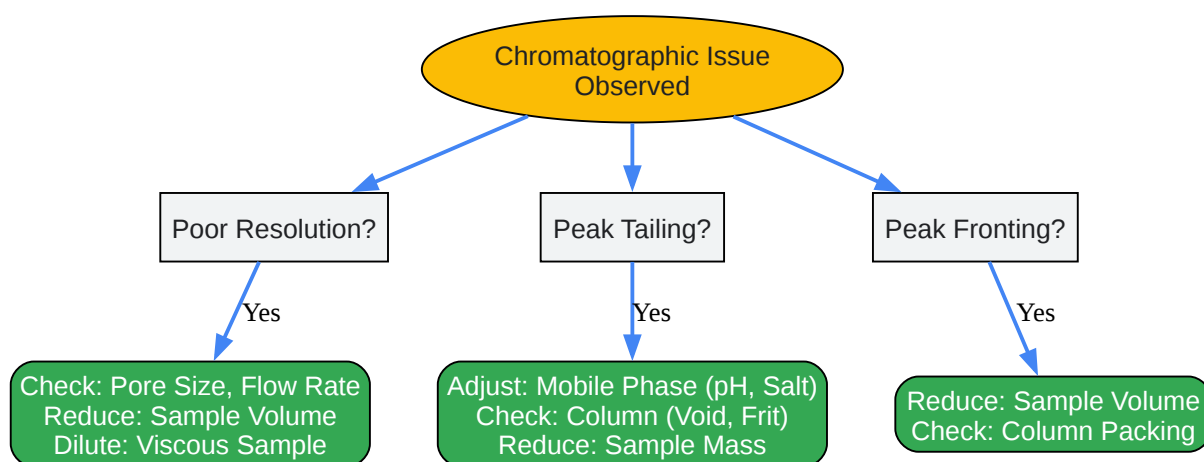 Chromatographic Issue
Observed
Poor Resolution?
Peak Tailing?
Peak Fronting?
Yes
Yes
Yes
Check: Pore Size, Flow Rate
Reduce: Sample Volume
Dilute: Viscous Sample
Adjust: Mobile Phase (pH, Salt)
Check: Column (Void, Frit)
Reduce: Sample Mass
Reduce: Sample Volume
Check: Column Packing